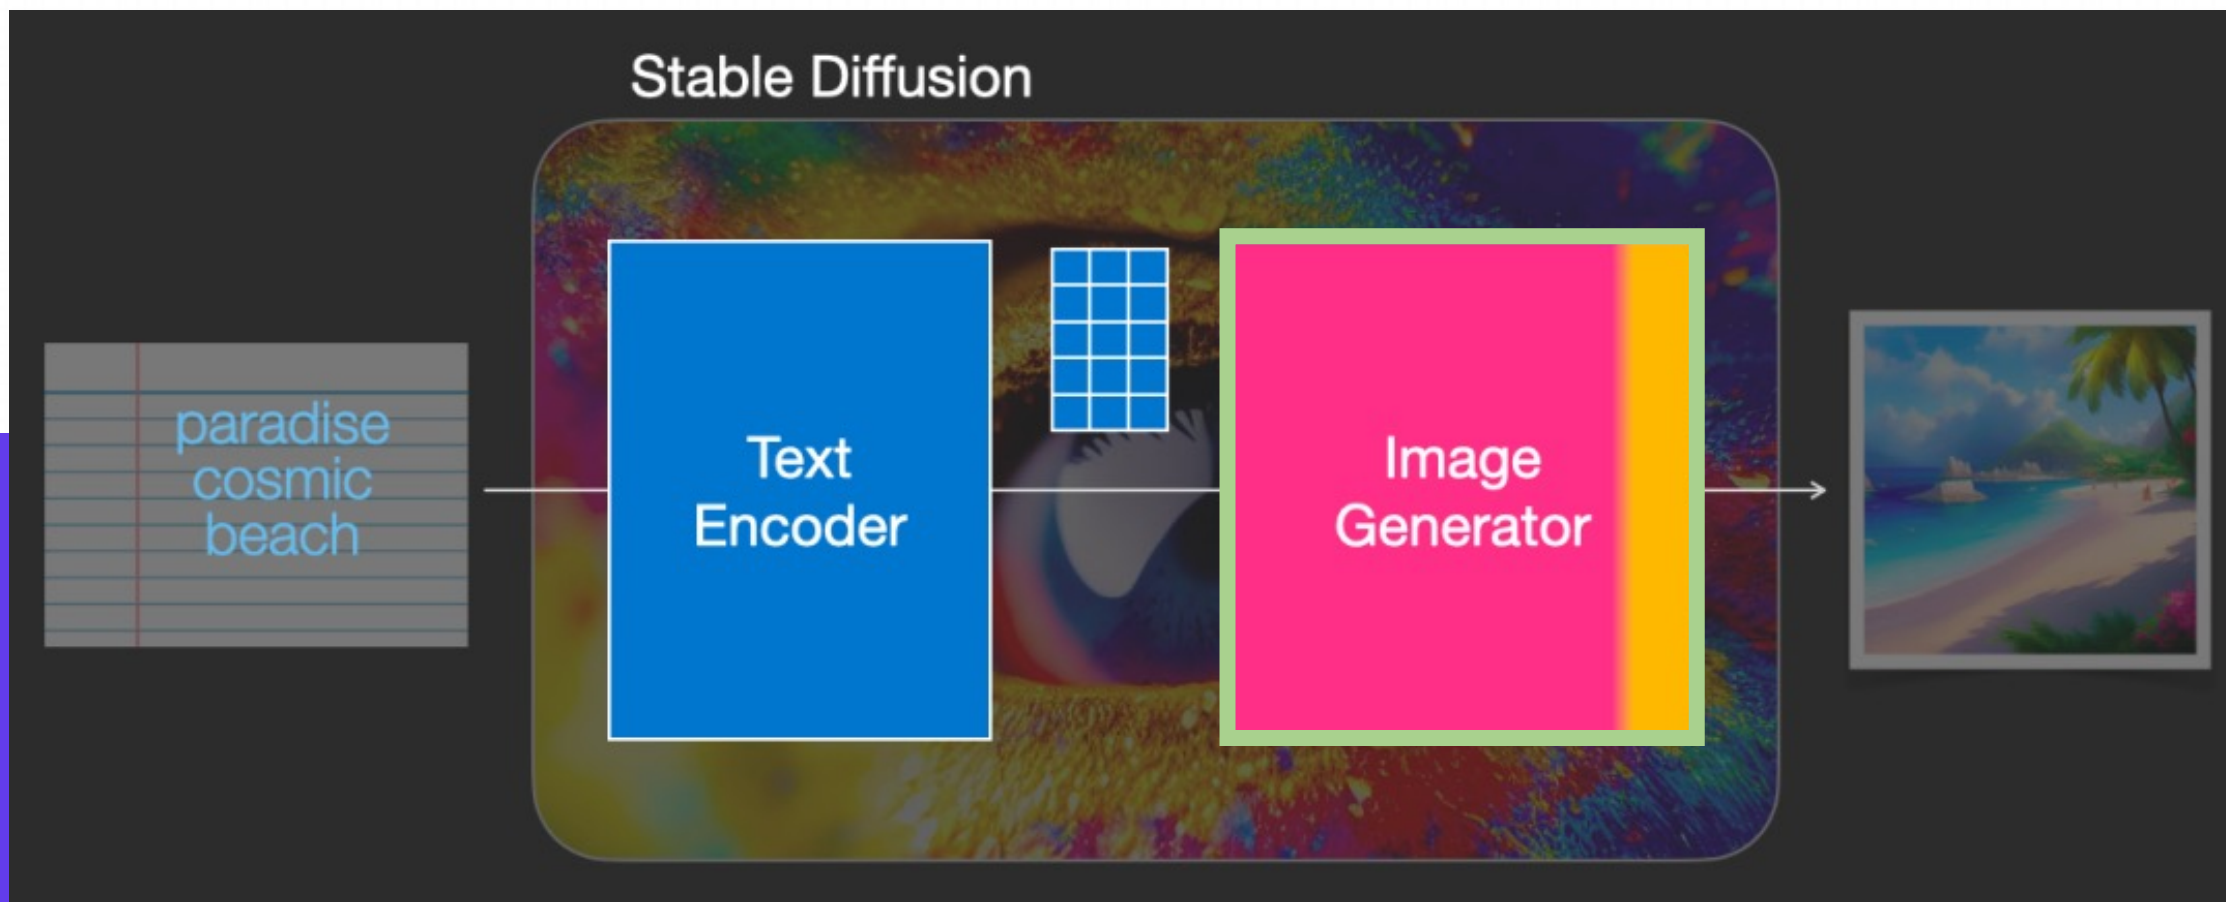 Stable Diffusion
paradise
cosmic
beach
Text
Encoder
Image
Generator